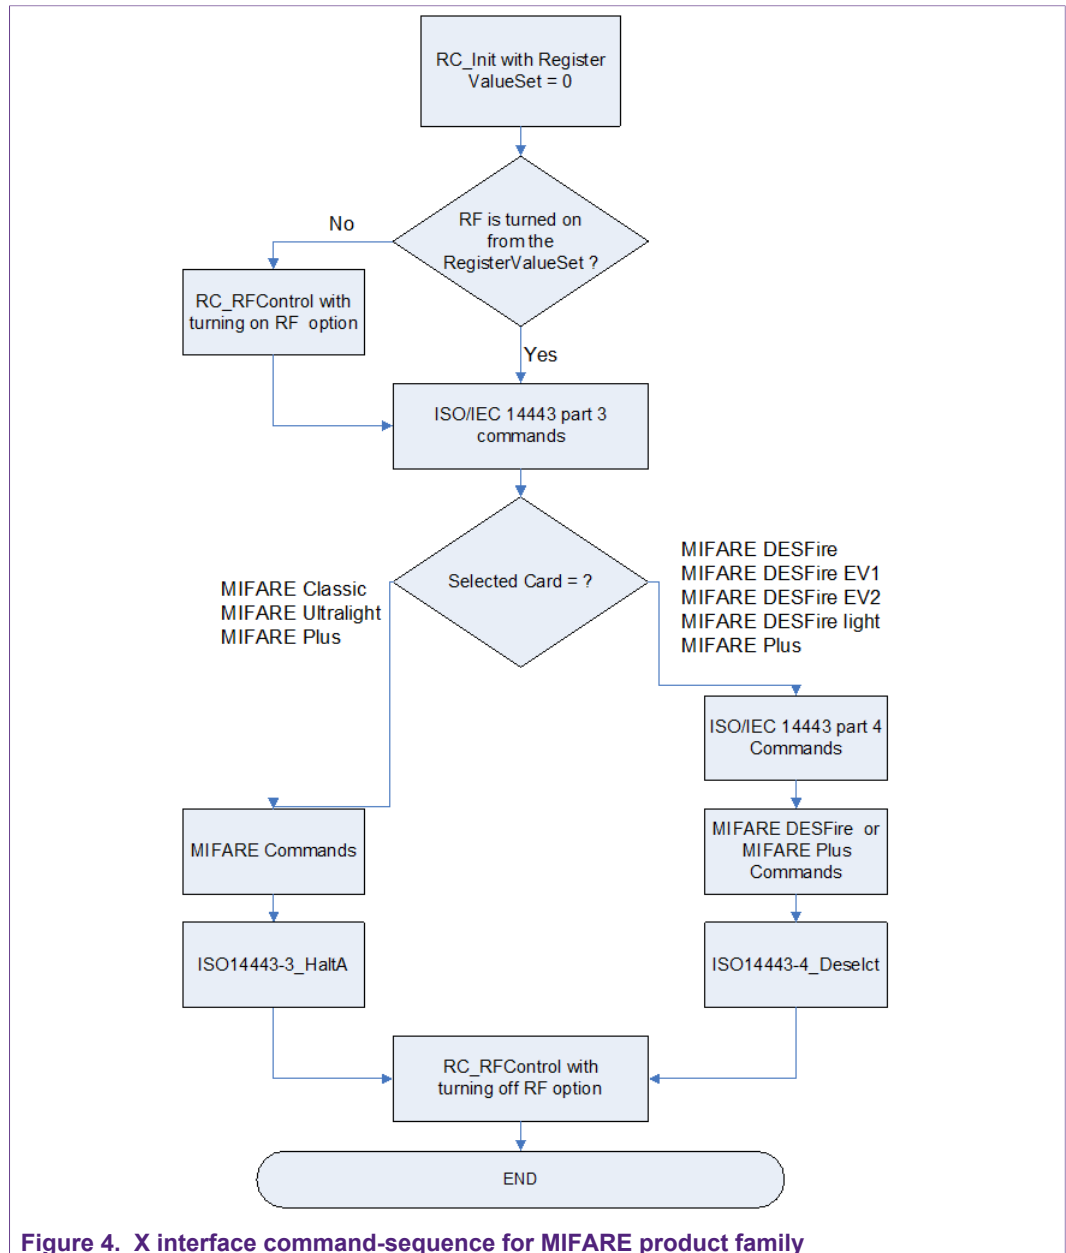 RC_Init with Register
ValueSet = 0
RF is turned on
from the
RegisterValueSet ?
No
RC_RFControl with
turning on RF option
Yes
ISO/IEC 14443 part 3
commands
Selected Card = ?
MIFARE Classic
MIFARE Ultralight
MIFARE Plus
MIFARE DESFire
MIFARE DESFire EV1
MIFARE DESFire EV2
MIFARE DESFire light
MIFARE Plus
ISO/IEC 14443 part 4
Commands
MIFARE Commands
MIFARE DESFire or
MIFARE Plus
Commands
ISO14443-3_HaltA
ISO14443-4_Deselct
RC_RFControl with
turning off RF option
END
Figure 4. X interface command-sequence for MIFARE product family